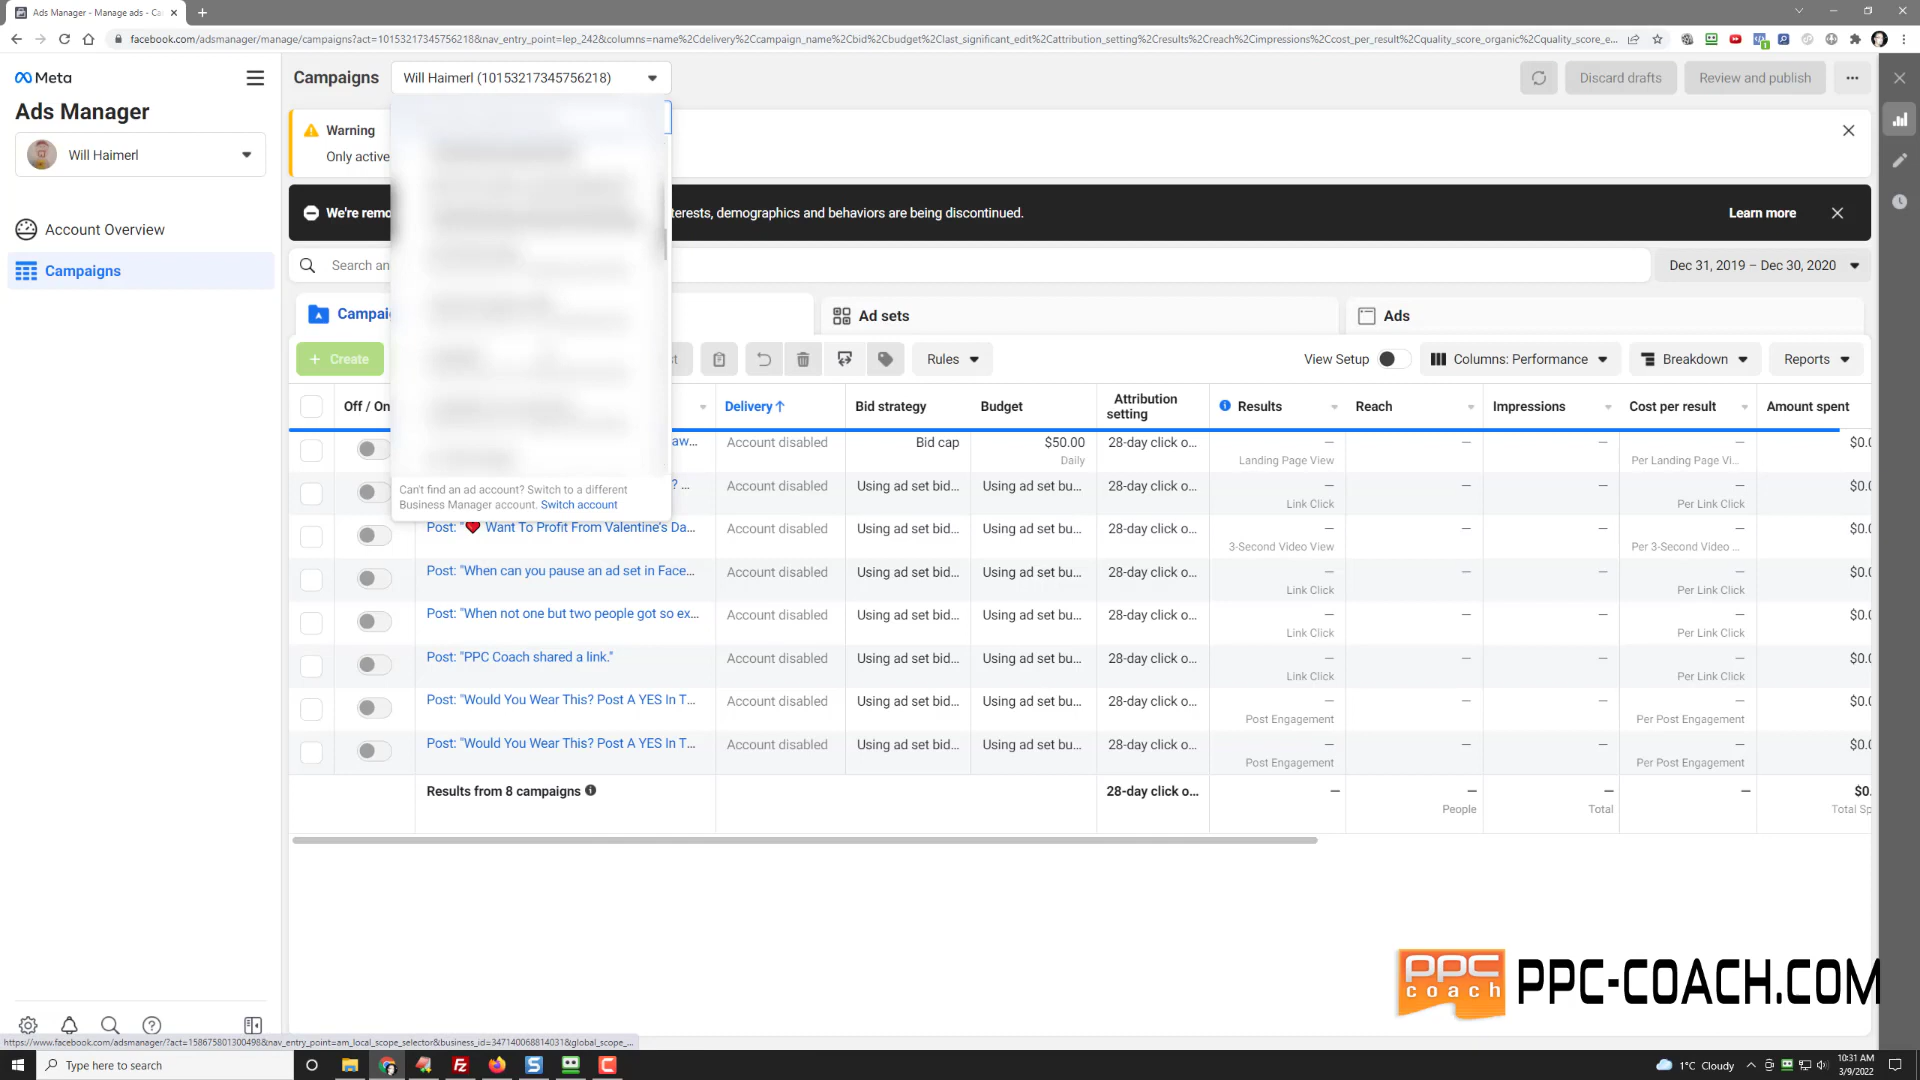 Ads Manager - Manage ads - Ca
facebook.com/adsmanager/manage/campaigns?act=10153217345756218&nav_entry_point=lep_242&columns=name%2Cdelivery%2Ccampaign_name%2Cbid%2Cbudget%2Clast_significant_edit%2Cattribution_setting%2Cresults%2Creach%2Cimpressions%2Ccost_per_result%2Cquality_score_organic%2Cquality_score_e...
Meta
Campaigns
Will Haimerl (10153217345756218)
Discard drafts
Review and publish
Ads Manager
Warning
Only active
Will Haimerl
We're remo
terests, demographics and behaviors are being discontinued.
Learn more
Account Overview
Campaigns
Search an
Dec 31, 2019 – Dec 30, 2020
Campai
Ad sets
Ads
+ Create
Rules
View Setup
Columns: Performance
Breakdown
Reports
Off / On
Delivery↑
Bid strategy
Budget
Attribution setting
Results
Reach
Impressions
Cost per result
Amount spent
aw...
Account disabled
Bid cap
$50.00
Daily
28-day click o...
—
Landing Page View
—
—
—
Per Landing Page Vi...
$0.0
Can't find an ad account? Switch to a different
Business Manager account. Switch account
? ...
Account disabled
Using ad set bid...
Using ad set bu...
28-day click o...
—
Link Click
—
—
—
Per Link Click
$0.0
Post: "❤ Want To Profit From Valentine's Da...
Account disabled
Using ad set bid...
Using ad set bu...
28-day click o...
—
3-Second Video View
—
—
—
Per 3-Second Video ...
$0.0
Post: "When can you pause an ad set in Face...
Account disabled
Using ad set bid...
Using ad set bu...
28-day click o...
—
Link Click
—
—
—
Per Link Click
$0.0
Post: "When not one but two people got so ex...
Account disabled
Using ad set bid...
Using ad set bu...
28-day click o...
—
Link Click
—
—
—
Per Link Click
$0.0
Post: "PPC Coach shared a link."
Account disabled
Using ad set bid...
Using ad set bu...
28-day click o...
—
Link Click
—
—
—
Per Link Click
$0.0
Post: "Would You Wear This? Post A YES In T...
Account disabled
Using ad set bid...
Using ad set bu...
28-day click o...
—
Post Engagement
—
—
—
Per Post Engagement
$0.0
Post: "Would You Wear This? Post A YES In T...
Account disabled
Using ad set bid...
Using ad set bu...
28-day click o...
—
Post Engagement
—
—
—
Per Post Engagement
$0.0
Results from 8 campaigns
28-day click o...
—
—
People
—
Total
—
$0.
Total Sp
PPC coach
PPC-COACH.COM
https://www.facebook.com/adsmanager/?act=158675801300498&nav_entry_point=am_local_scope_selector&business_id=347140068814031&global_scope_...
Type here to search
1°C Cloudy
10:31 AM
3/9/2022